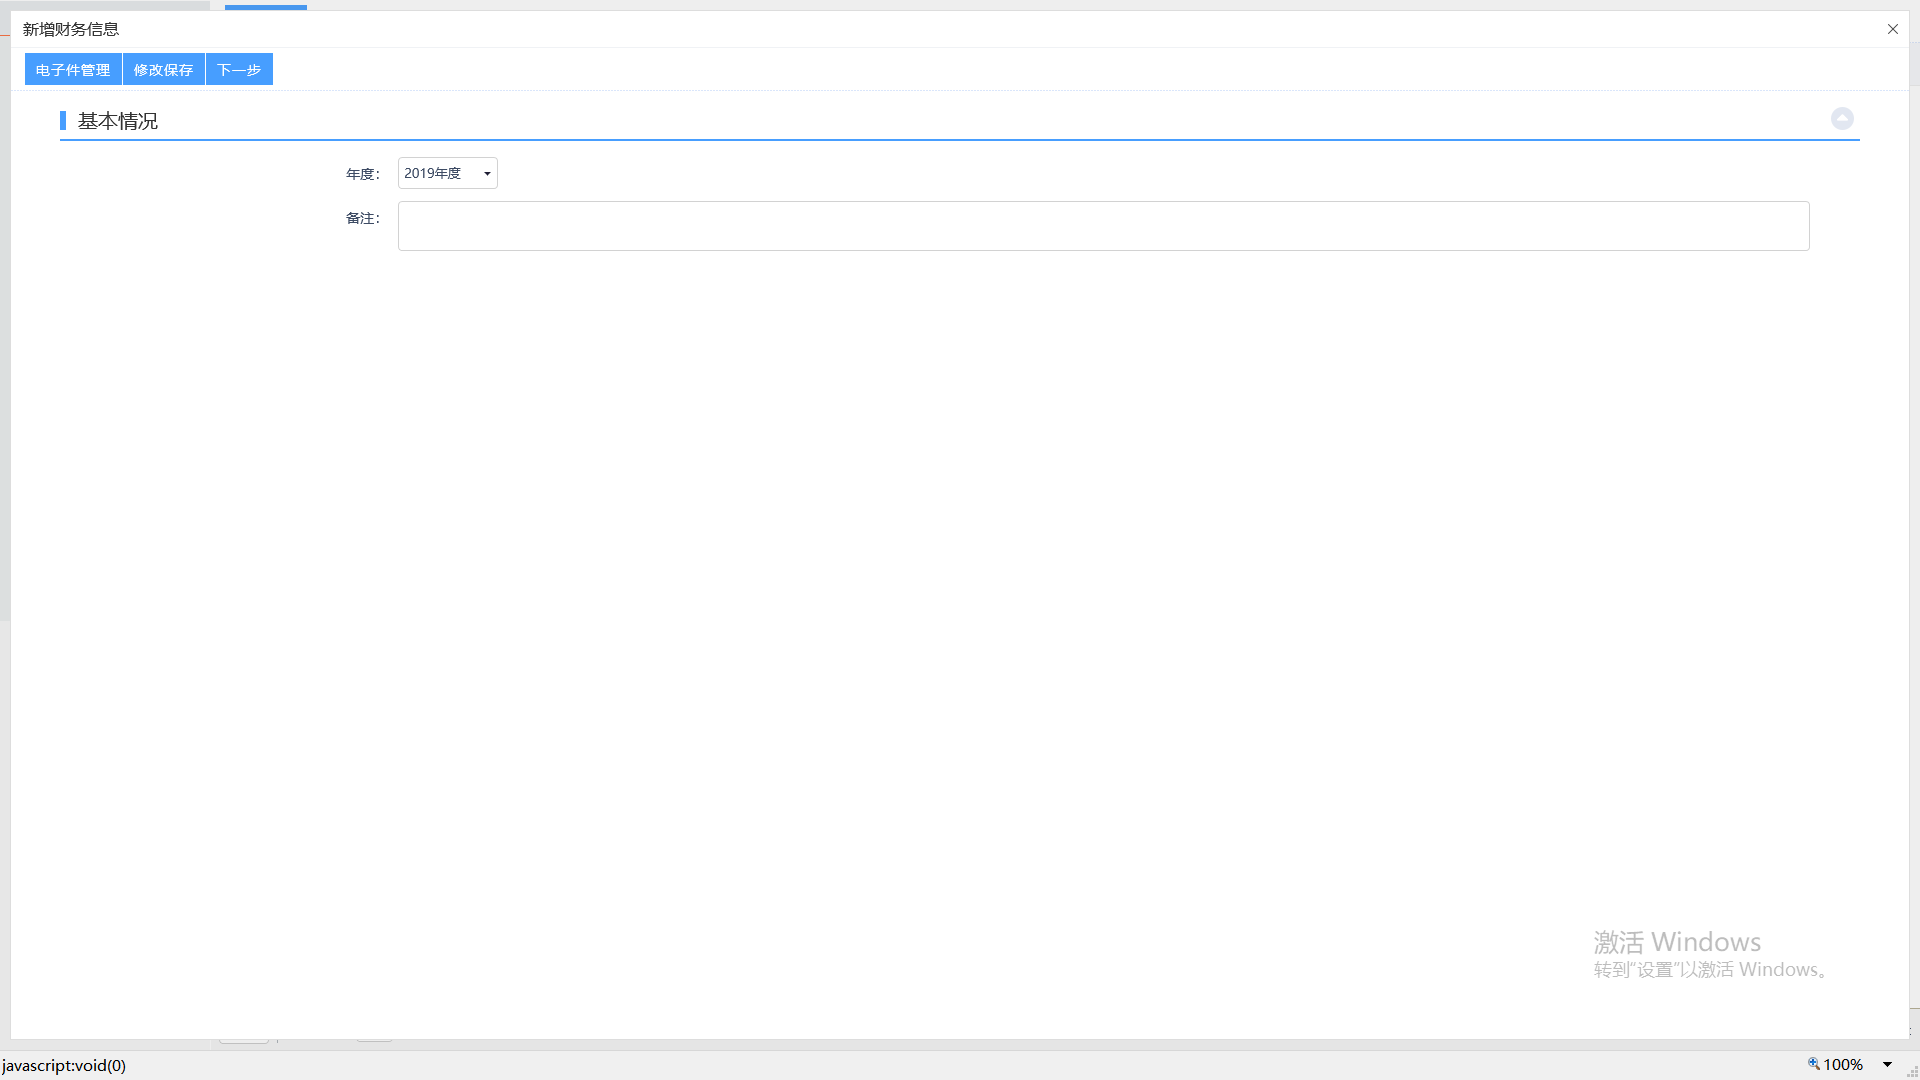 新增财务信息
电子件管理 修改保存 下一步
基本情况
年度： 2019年度
备注：
激活 Windows
转到“设置”以激活 Windows。
javascript:void(0) 100%